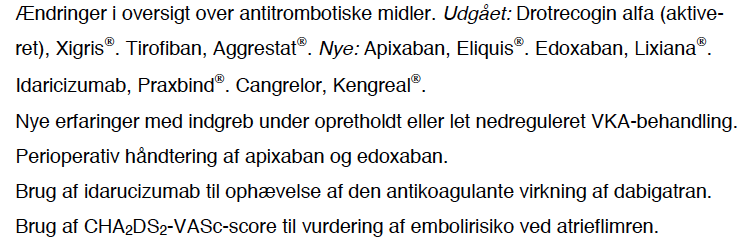 Ændringer i oversigt over antitrombotiske midler. Udgået: Drotrecogin alfa (aktive-
ret), Xigris®. Tirofiban, Aggrestat®. Nye: Apixaban, Eliquis®. Edoxaban, Lixiana®.
Idaricizumab, Praxbind®. Cangrelor, Kengreal®.
Nye erfaringer med indgreb under opretholdt eller let nedreguleret VKA-behandling.
Perioperativ håndtering af apixaban og edoxaban.
Brug af idarucizumab til ophævelse af den antikoagulante virkning af dabigatran.
Brug af CHA₂DS₂-VASc-score til vurdering af embolirisiko ved atrieflimren.